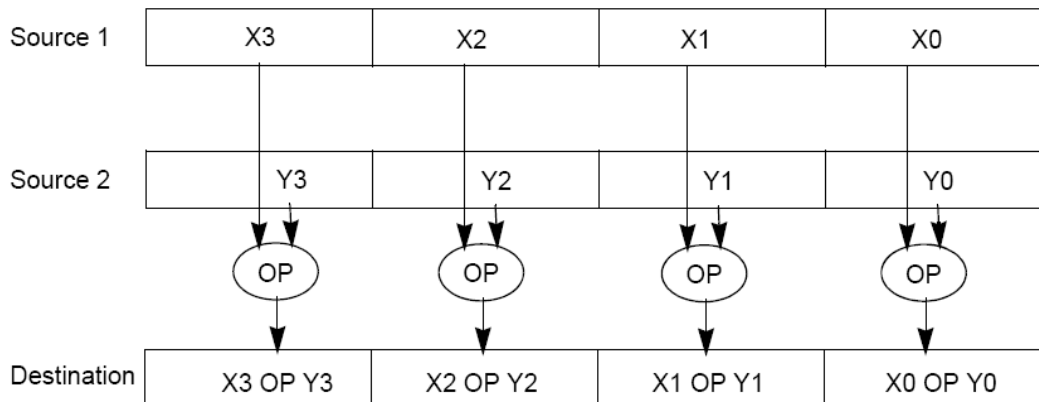 Source 1 X3 X2 X1 X0
Source 2 Y3 Y2 Y1 Y0
OP OP OP OP
Destination X3 OP Y3 X2 OP Y2 X1 OP Y1 X0 OP Y0